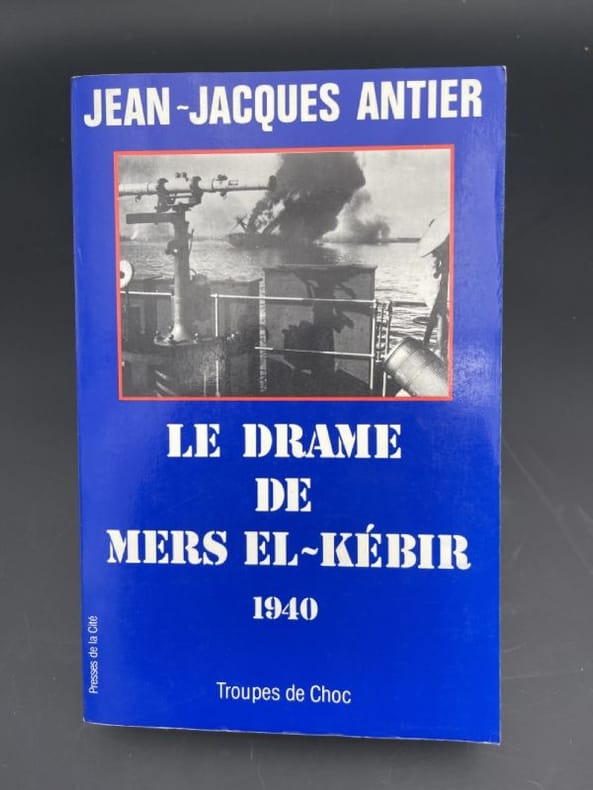 JEAN~JACQUES ANTIER
LE DRAME
DE
MERS EL~KÉBIR
1940
Presses de la Cité
Troupes de Choc